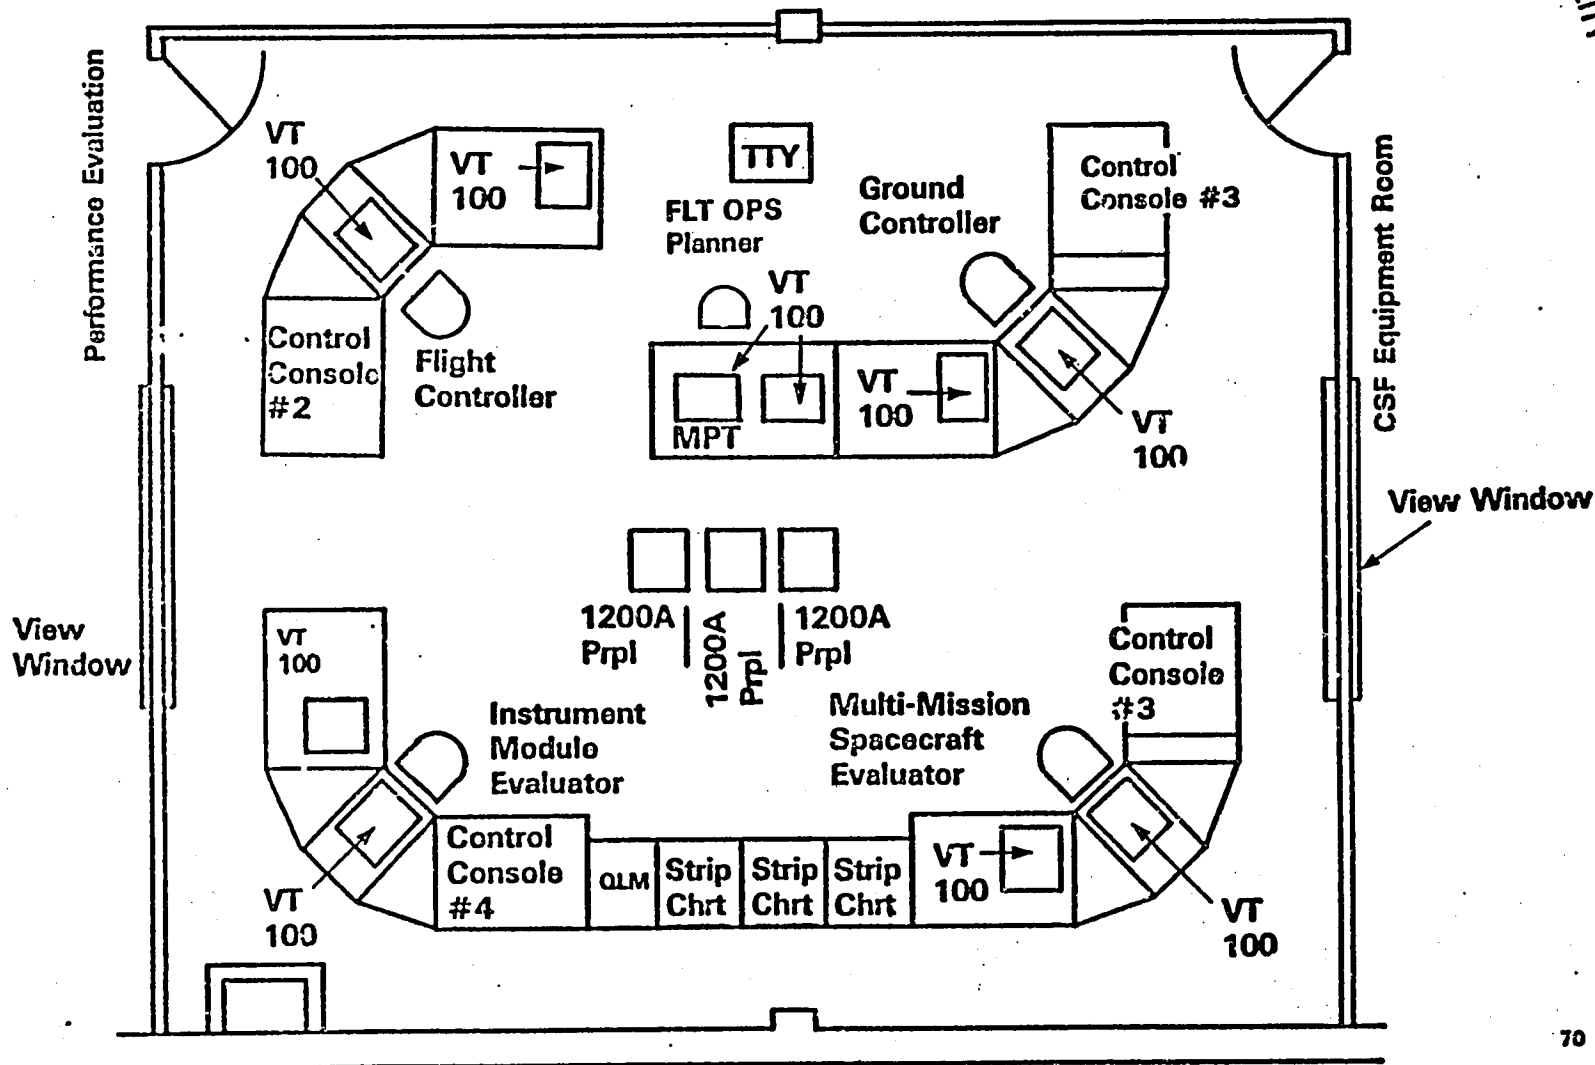 Performance Evaluation
VT
100
VT
100
TTY
FLT OPS
Planner
Ground
Controller
Control
Console #3
CSF Equipment Room
VT
100
Control
Console
#2
Flight
Controller
MPT
VT
100
VT
100
View Window
View
Window
1200A
Prpl
1200A
Prpl
1200A
Prpl
VT
100
Instrument
Module
Evaluator
Multi-Mission
Spacecraft
Evaluator
Control
Console
#3
Control
Console
#4
QLM
Strip
Chrt
Strip
Chrt
Strip
Chrt
VT
100
VT
100
VT
100
70